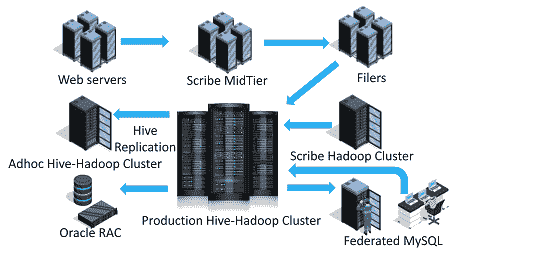 Web servers
Scribe MidTier
Filers
Hive
Replication
Adhoc Hive-Hadoop Cluster
Scribe Hadoop Cluster
Production Hive-Hadoop Cluster
Oracle RAC
Federated MySQL